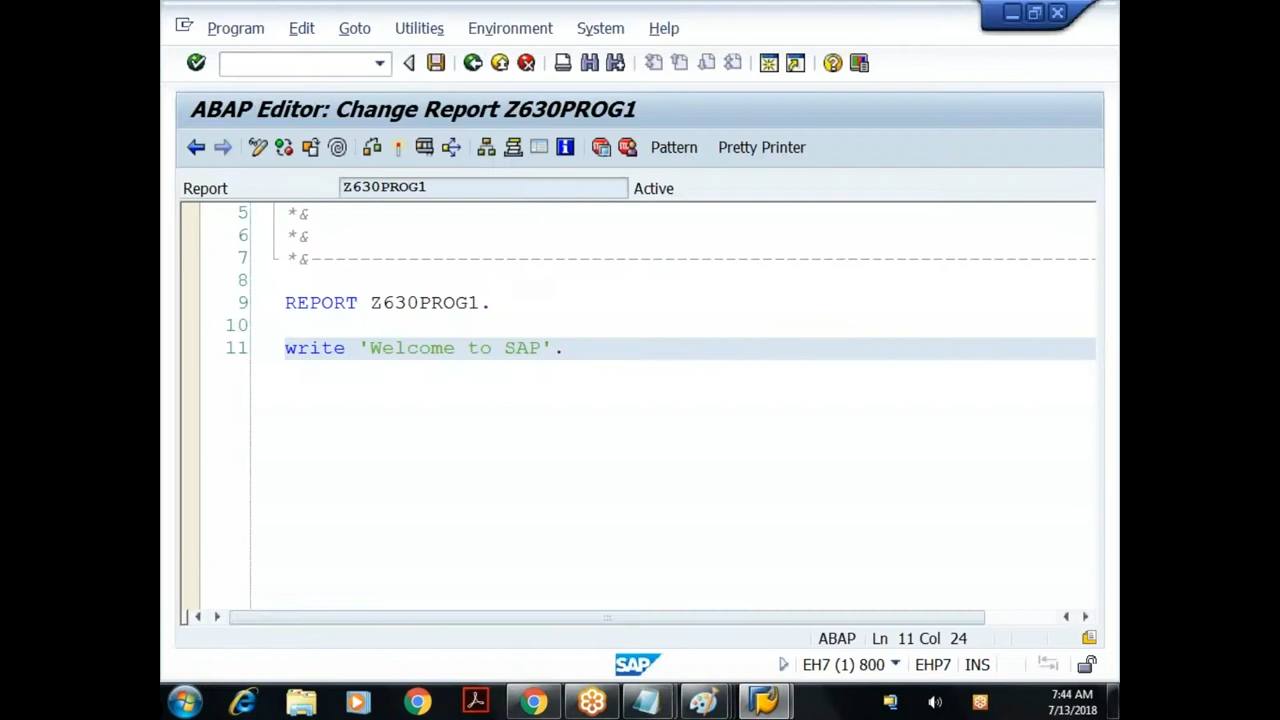 Program Edit Goto Utilities Environment System Help
ABAP Editor: Change Report Z630PROG1
Pattern Pretty Printer
Report Z630PROG1 Active
5 *&
6 *&
7 *&---------------------------------------------------------------------
8
9 REPORT Z630PROG1.
10
11 write 'Welcome to SAP'.
ABAP Ln 11 Col 24
SAP EH7 (1) 800 EHP7 INS
7:44 AM
7/13/2018